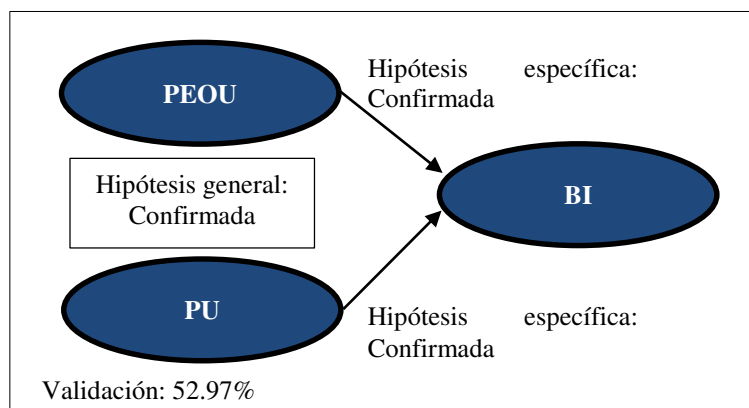 PEOU
Hipótesis específica:
Confirmada
Hipótesis general:
Confirmada
BI
PU
Hipótesis específica:
Confirmada
Validación: 52.97%